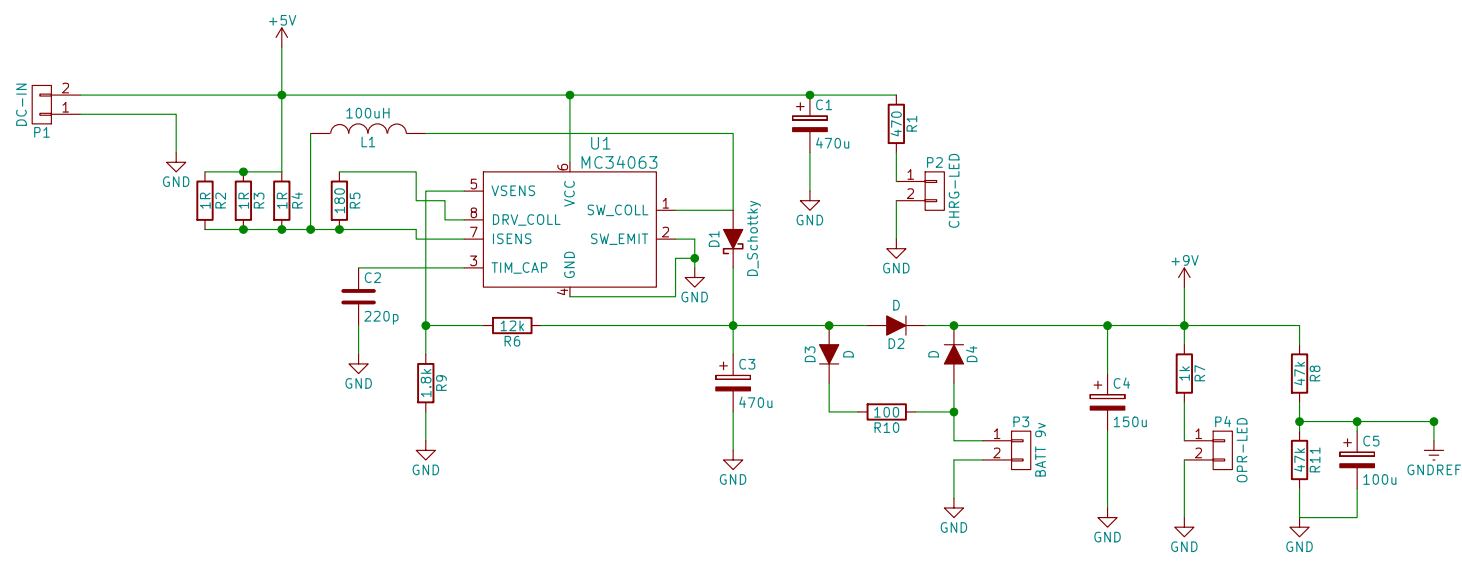 +5V
DC-IN
2
1
P1
GND
100uH
L1
1R
R2
1R
R3
1R
R4
180
R5
U1
MC34063
5
VSENS
8
DRV_COLL
7
ISENS
3
TIM_CAP
6
VCC
GND
4
SW_COLL
1
SW_EMIT
2
GND
C2
220p
GND
D1
D_Schottky
+
C1
470u
GND
470
R1
P2
1
2
CHRG-LED
GND
12k
R6
1.8k
R9
GND
+
C3
470u
GND
D
D2
D3
D
D
D4
100
R10
P3
1
2
BATT 9v
GND
+
C4
150u
GND
+9V
1k
R7
P4
1
2
OPR-LED
GND
47k
R8
47k
R11
+
C5
100u
GND
GNDREF